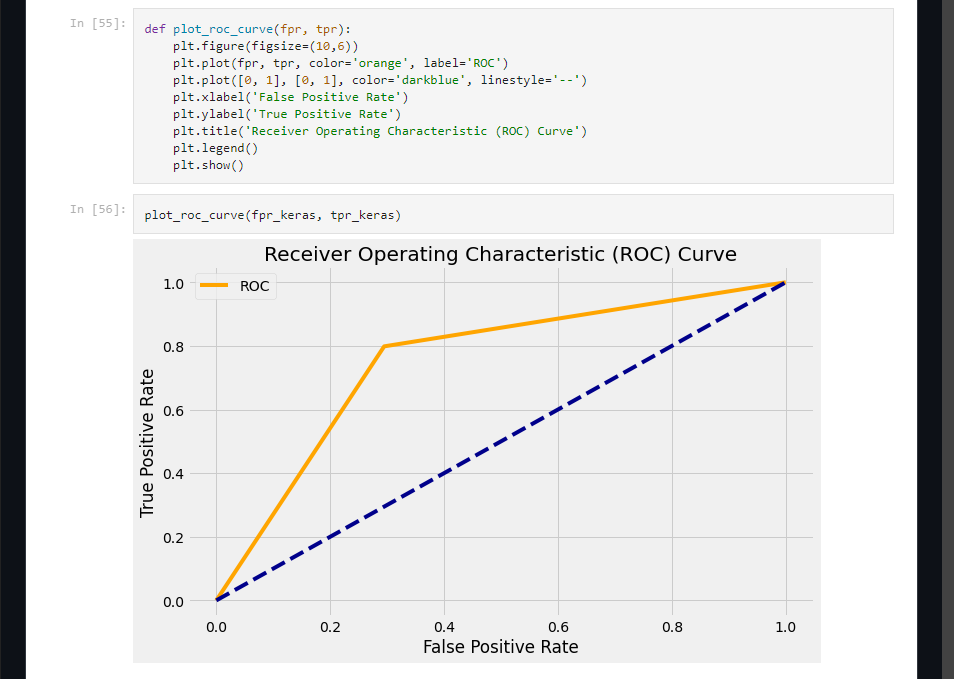 In [55]:
def plot_roc_curve(fpr, tpr):
    plt.figure(figsize=(10,6))
    plt.plot(fpr, tpr, color='orange', label='ROC')
    plt.plot([0, 1], [0, 1], color='darkblue', linestyle='--')
    plt.xlabel('False Positive Rate')
    plt.ylabel('True Positive Rate')
    plt.title('Receiver Operating Characteristic (ROC) Curve')
    plt.legend()
    plt.show()
In [56]:
plot_roc_curve(fpr_keras, tpr_keras)
Receiver Operating Characteristic (ROC) Curve
ROC
True Positive Rate
1.0
0.8
0.6
0.4
0.2
0.0
0.0 0.2 0.4 0.6 0.8 1.0
False Positive Rate